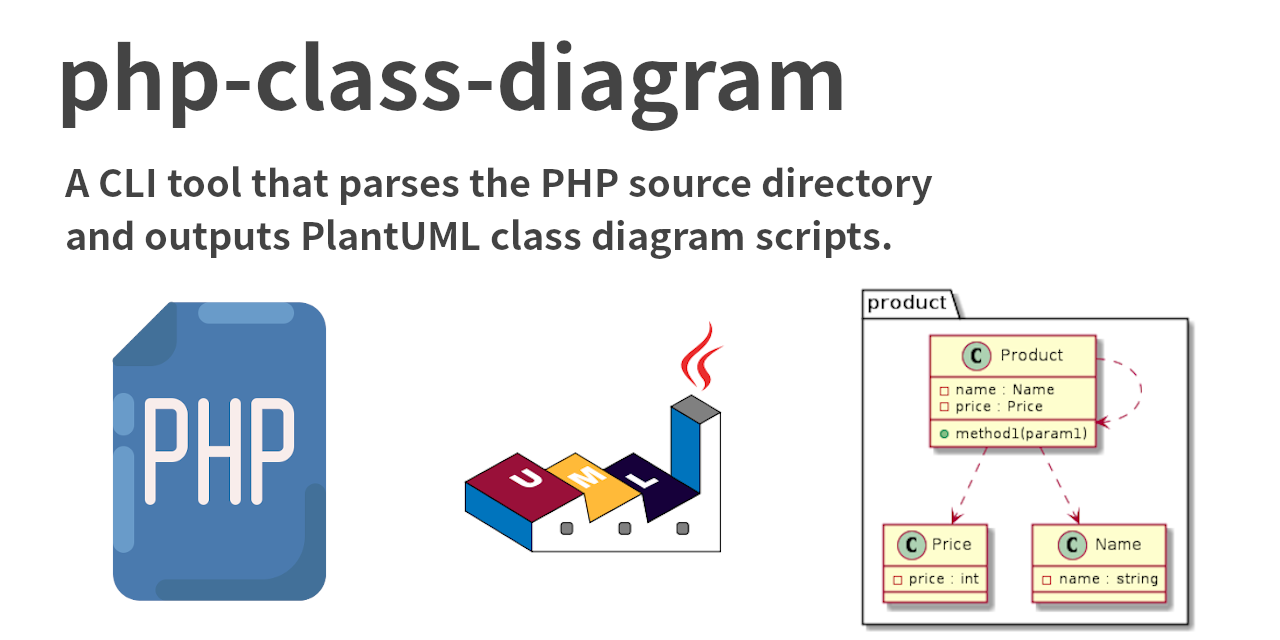 php-class-diagram
A CLI tool that parses the PHP source directory
and outputs PlantUML class diagram scripts.
PHP
U M L
product
C Product
name : Name
price : Price
method1(param1)
C Price
price : int
C Name
name : string